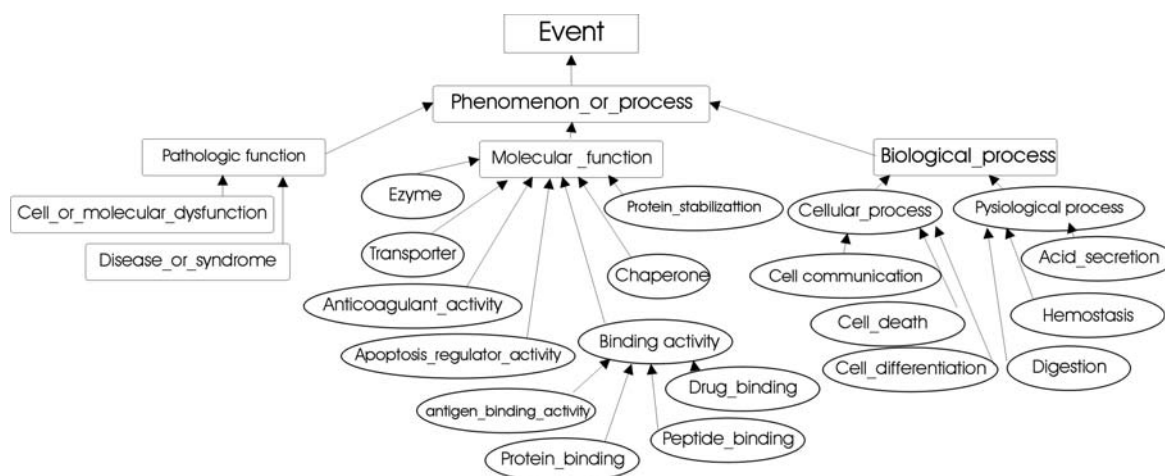 Event
Phenomenon_or_process
Pathologic function
Molecular _function
Biological_process
Ezyme
Protein_stabilizattion
Cell_or_molecular_dysfunction
Cellular_process
Pysiological process
Disease_or_syndrome
Transporter
Chaperone
Cell communication
Acid_secretion
Anticoagulant_activity
Cell_death
Hemostasis
Apoptosis_regulator_activity
Binding activity
Cell_differentiation
Digestion
antigen_binding_activity
Drug_binding
Protein_binding
Peptide_binding